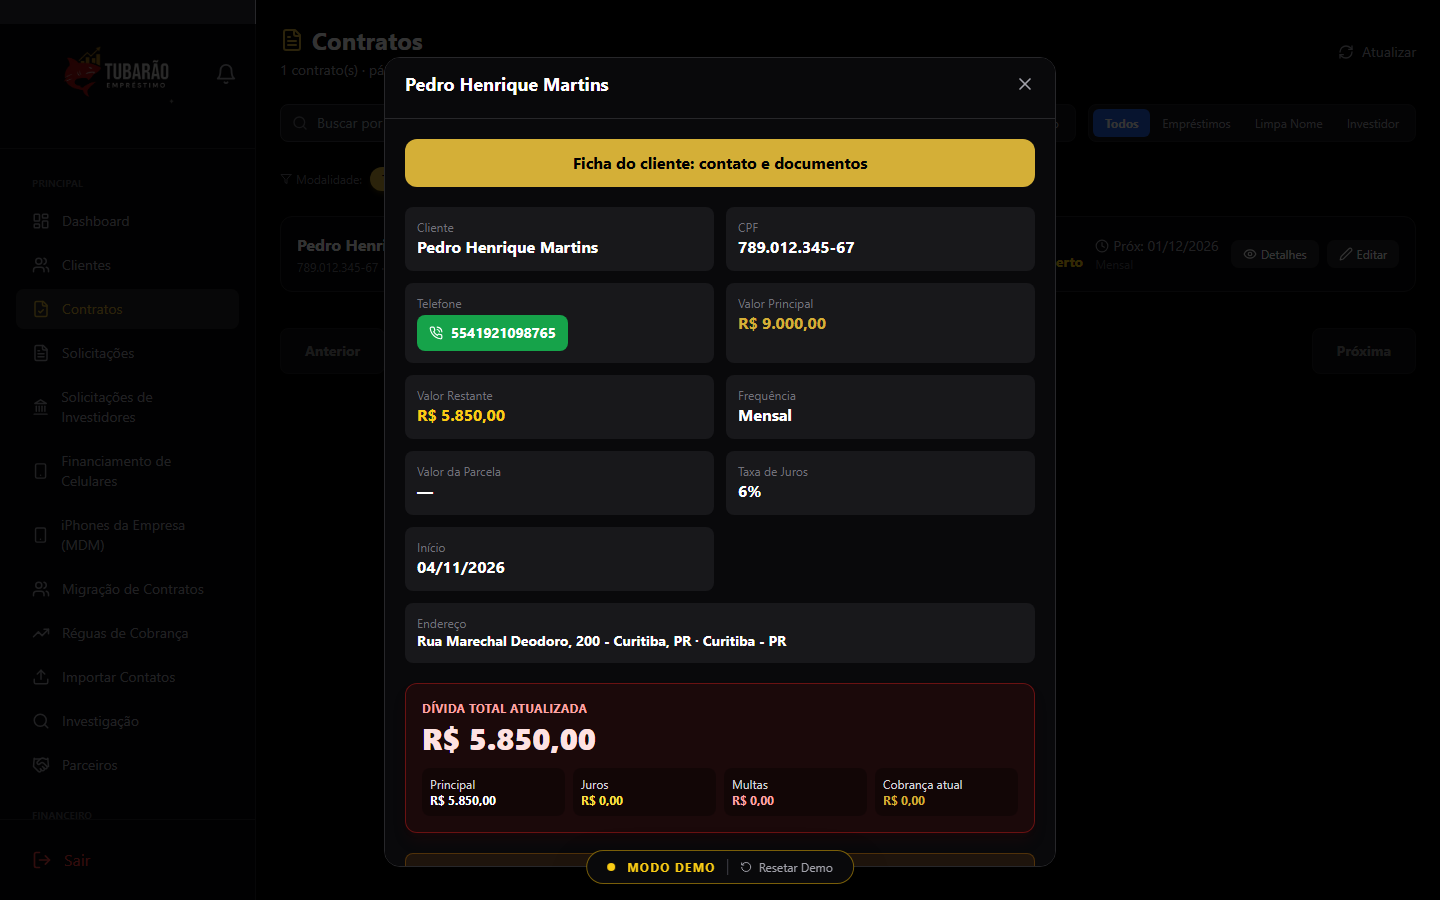 TUBARÃO
EMPRÉSTIMO
PRINCIPAL
Dashboard
Clientes
Contratos
Solicitações
Solicitações de
Investidores
Financiamento de
Celulares
iPhones da Empresa
(MDM)
Migração de Contratos
Réguas de Cobrança
Importar Contatos
Investigação
Parceiros
FINANCEIRO
Sair
Contratos
1 contrato(s) · pá
Atualizar
Buscar por
Todos
Empréstimos
Limpa Nome
Investidor
Modalidade:
Pedro Henri
789.012.345-67
erto
Próx: 01/12/2026
Mensal
Detalhes
Editar
Anterior
Próxima
Pedro Henrique Martins
Ficha do cliente: contato e documentos
Cliente
Pedro Henrique Martins
CPF
789.012.345-67
Telefone
5541921098765
Valor Principal
R$ 9.000,00
Valor Restante
R$ 5.850,00
Frequência
Mensal
Valor da Parcela
—
Taxa de Juros
6%
Início
04/11/2026
Endereço
Rua Marechal Deodoro, 200 - Curitiba, PR · Curitiba - PR
DÍVIDA TOTAL ATUALIZADA
R$ 5.850,00
Principal
R$ 5.850,00
Juros
R$ 0,00
Multas
R$ 0,00
Cobrança atual
R$ 0,00
MODO DEMO
Resetar Demo